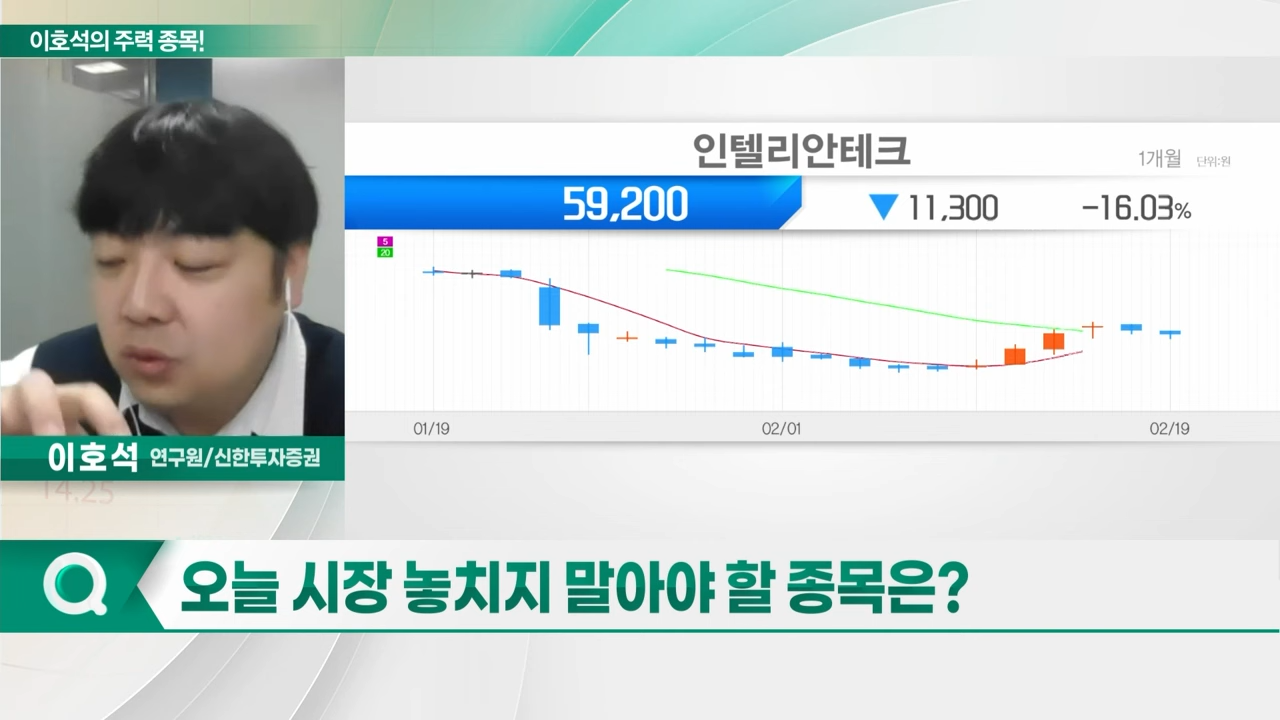 이호석의 주력 종목!
인텔리안테크
1개월 단위:원
59,200 ▼ 11,300 -16.03%
5
20
01/19 02/01 02/19
이호석 연구원/신한투자증권
14.25
Q 오늘 시장 놓치지 말아야 할 종목은?